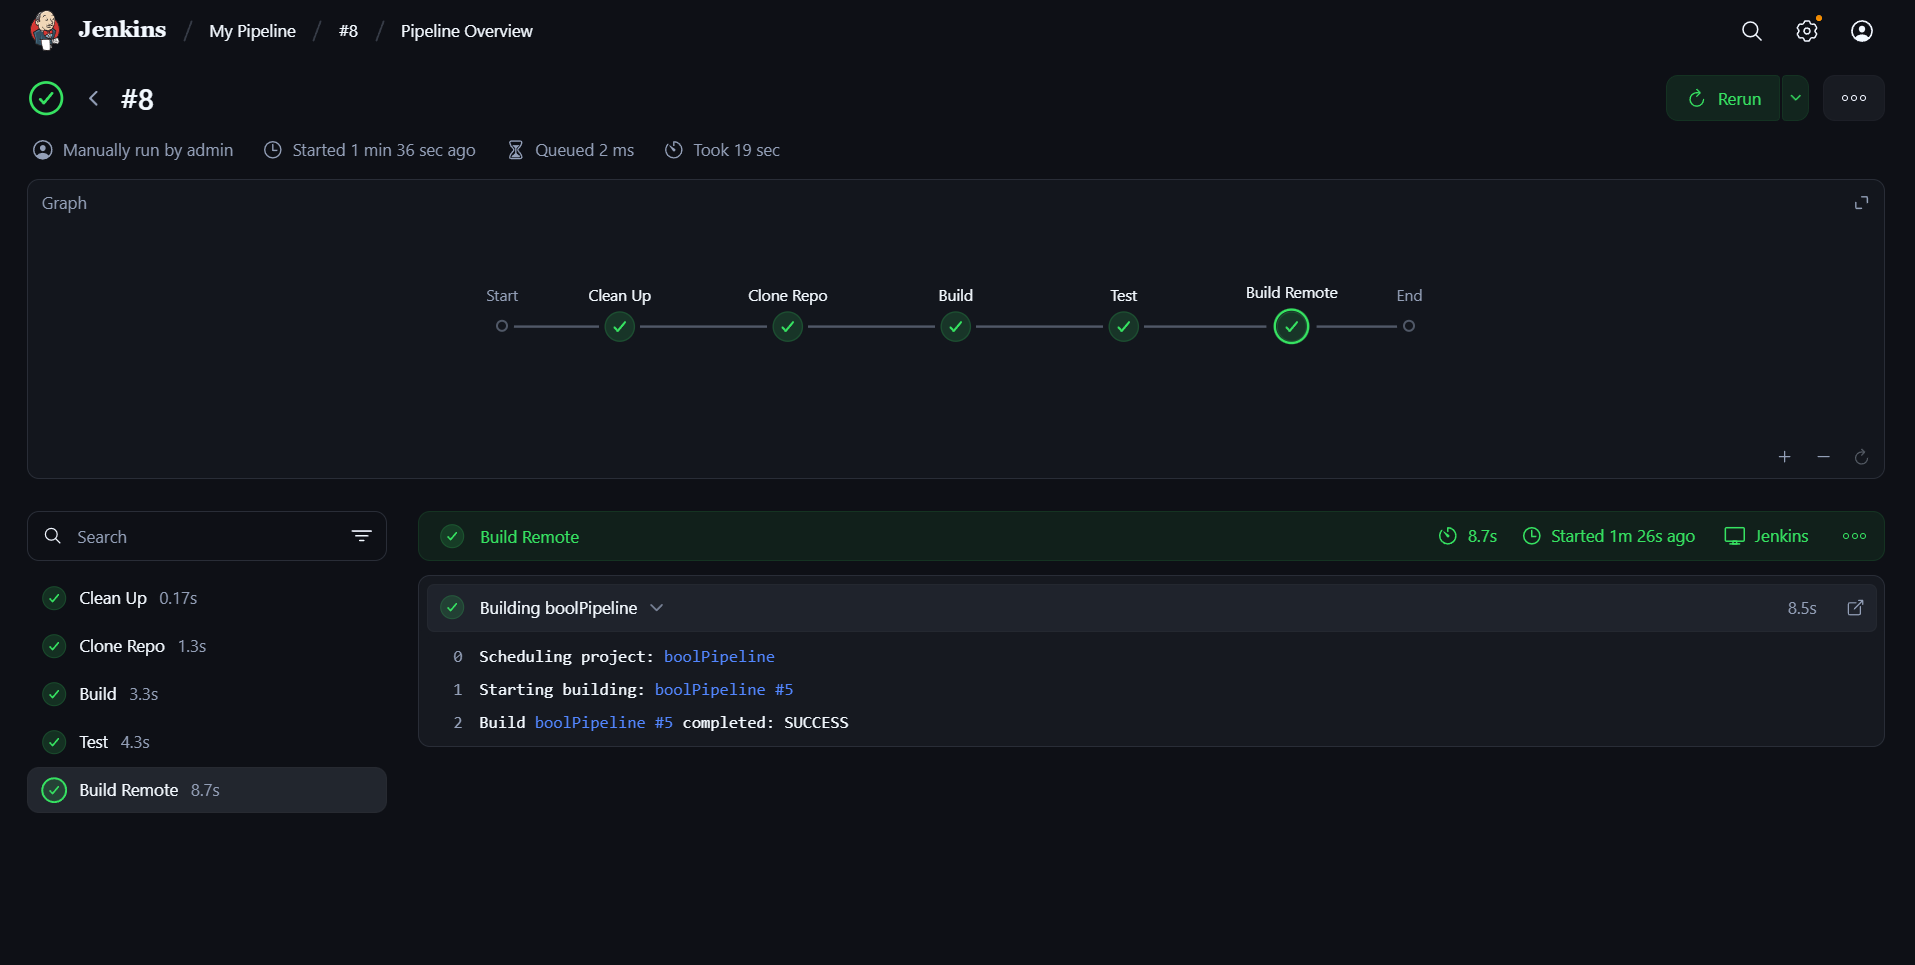 Jenkins / My Pipeline / #8 / Pipeline Overview
#8
Rerun
Manually run by admin Started 1 min 36 sec ago Queued 2 ms Took 19 sec
Graph
Start Clean Up Clone Repo Build Test Build Remote End
Search
Build Remote 8.7s Started 1m 26s ago Jenkins
Clean Up 0.17s
Clone Repo 1.3s
Build 3.3s
Test 4.3s
Build Remote 8.7s
Building boolPipeline 8.5s
0 Scheduling project: boolPipeline
1 Starting building: boolPipeline #5
2 Build boolPipeline #5 completed: SUCCESS